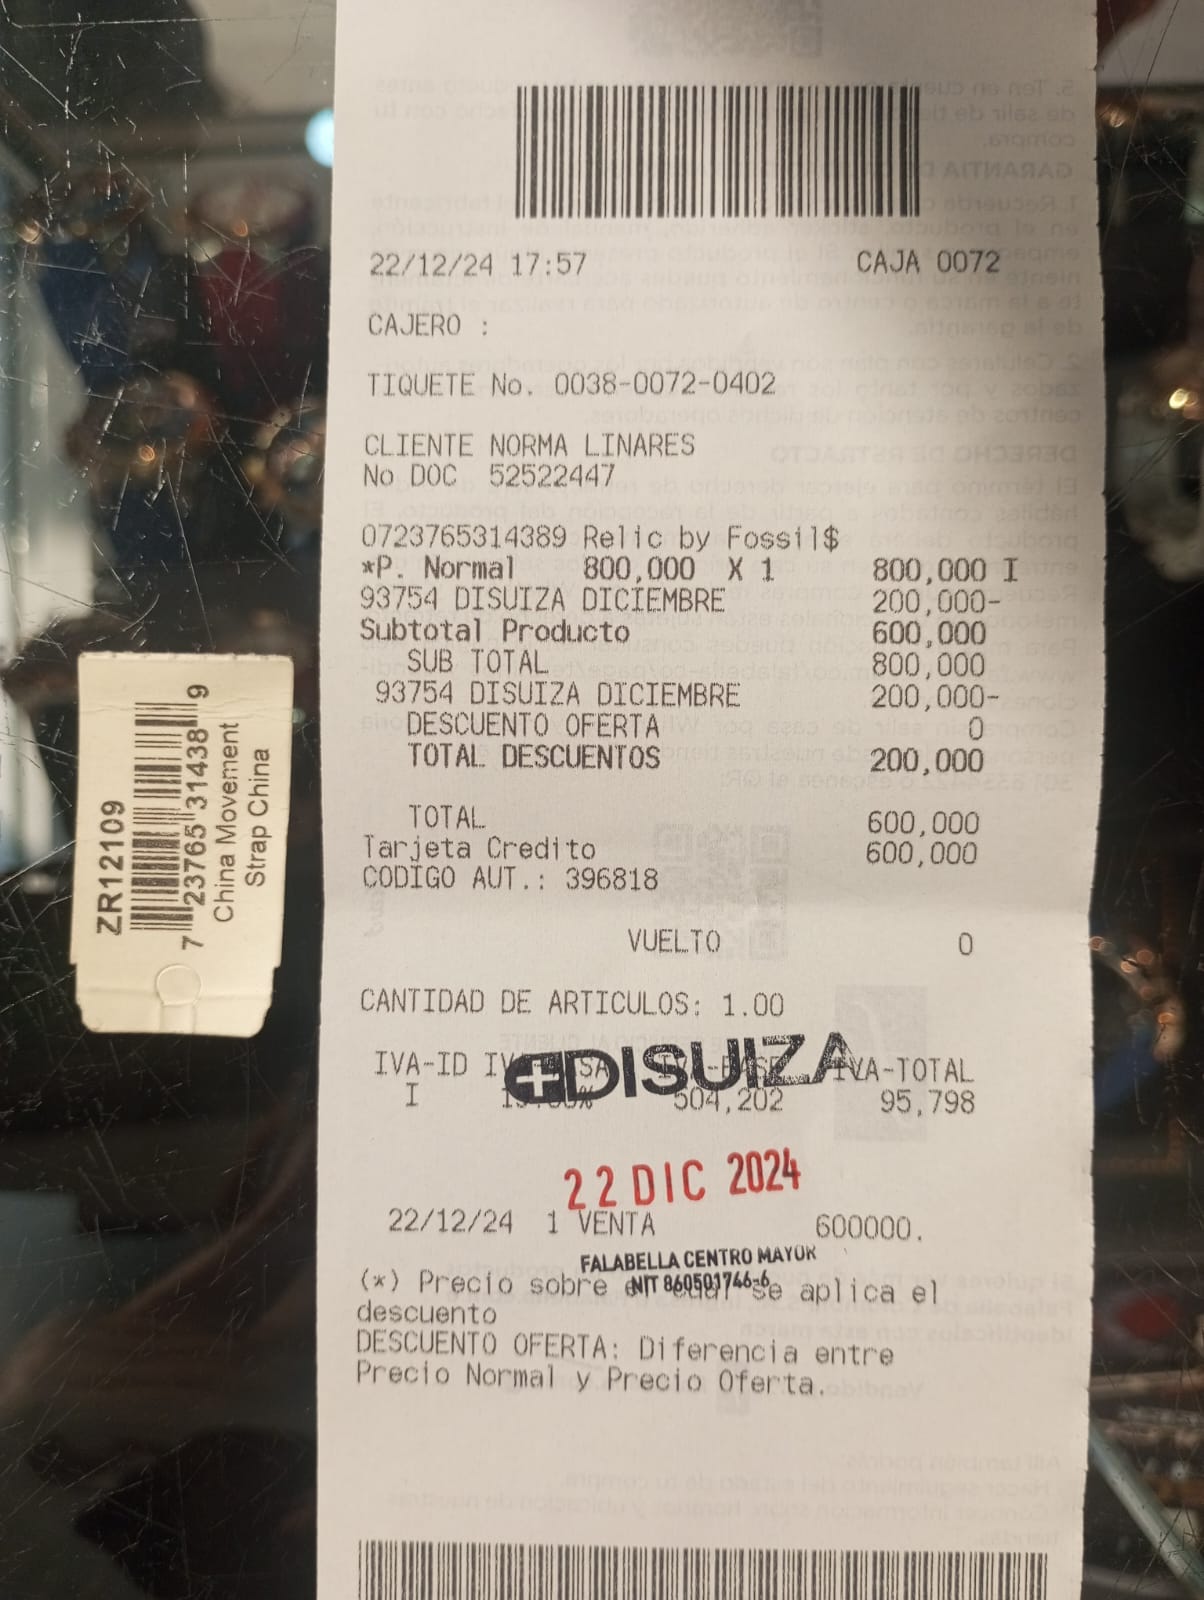 22/12/24 17:57 CAJA 0072
CAJERO :
TIQUETE No. 0038-0072-0402
CLIENTE NORMA LINARES
No DOC 52522447
0723765314389 Relic by Fossil$
*P. Normal 800,000 X 1 800,000 I
93754 DISUIZA DICIEMBRE 200,000-
Subtotal Producto 600,000
SUB TOTAL 800,000
93754 DISUIZA DICIEMBRE 200,000-
DESCUENTO OFERTA 0
TOTAL DESCUENTOS 200,000
TOTAL 600,000
Tarjeta Credito 600,000
CODIGO AUT.: 396818
VUELTO 0
CANTIDAD DE ARTICULOS: 1.00
IVA-ID IVA-TOTAL
DISUIZA
I 504,202 95,798
22 DIC 2024
22/12/24 1 VENTA 600000.
FALABELLA CENTRO MAYOR
NIT 860501746-6
(*) Precio sobre se aplica el
descuento
DESCUENTO OFERTA: Diferencia entre
Precio Normal y Precio Oferta.
ZR12109
7 23765 31438 9
China Movement
Strap China